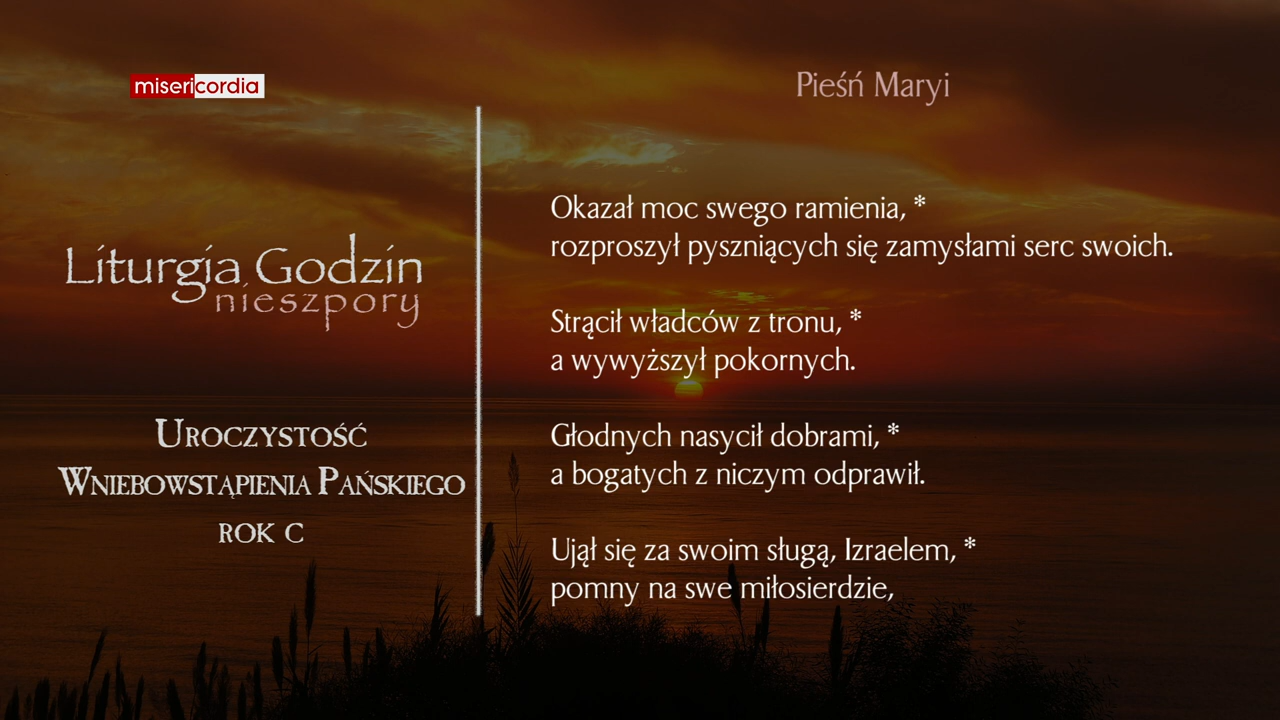 misericordia
Liturgia Godzin
nieszpory
Uroczystość
Wniebowstąpienia Pańskiego
rok C
Pieśń Maryi
Okazał moc swego ramienia, *
rozproszył pyszniących się zamysłami serc swoich.
Strącił władców z tronu, *
a wywyższył pokornych.
Głodnych nasycił dobrami, *
a bogatych z niczym odprawił.
Ujął się za swoim sługą, Izraelem, *
pomny na swe miłosierdzie,